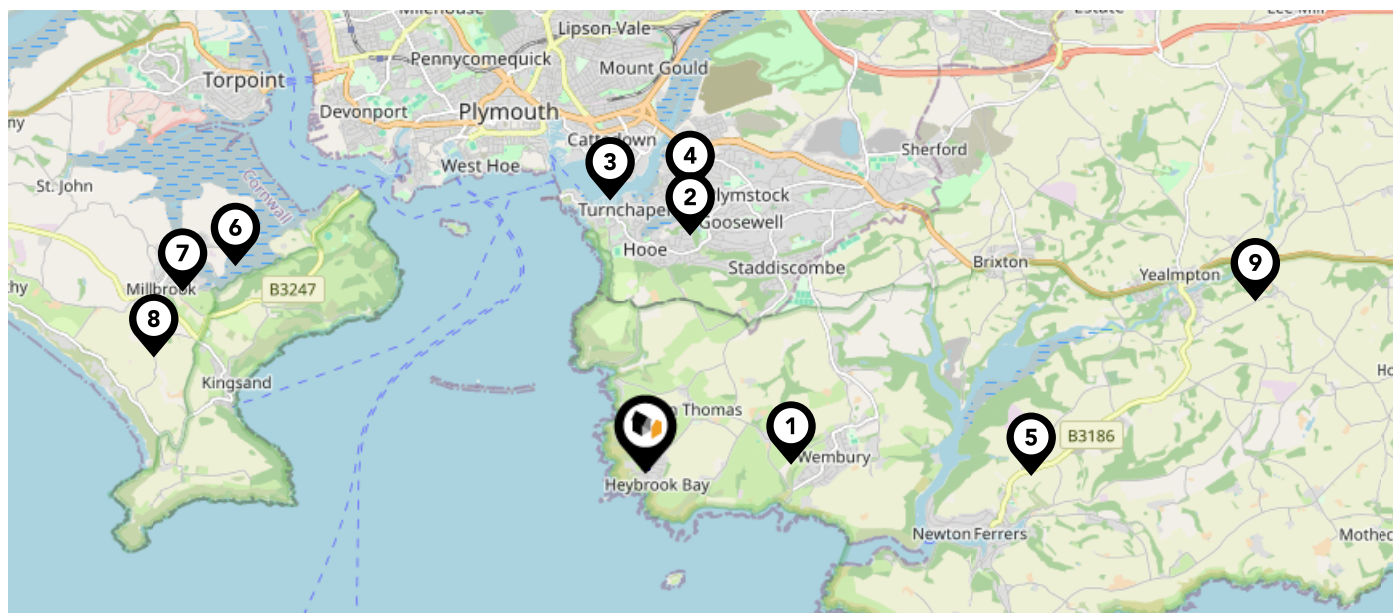 Lipson Vale
Pennycomequick
Mount Gould
Torpoint
Devonport
Plymouth
Cattedown
3
4
West Hoe
Sherford
St. John
Cornwall
2
lymstock
Turnchapel
Goosewell
6
7
Hooe
Staddiscombe
Brixton
Yealmpton
9
Millbrook
B3247
8
Kingsand
Thomas
1
5
B3186
Wembury
Heybrook Bay
Newton Ferrers